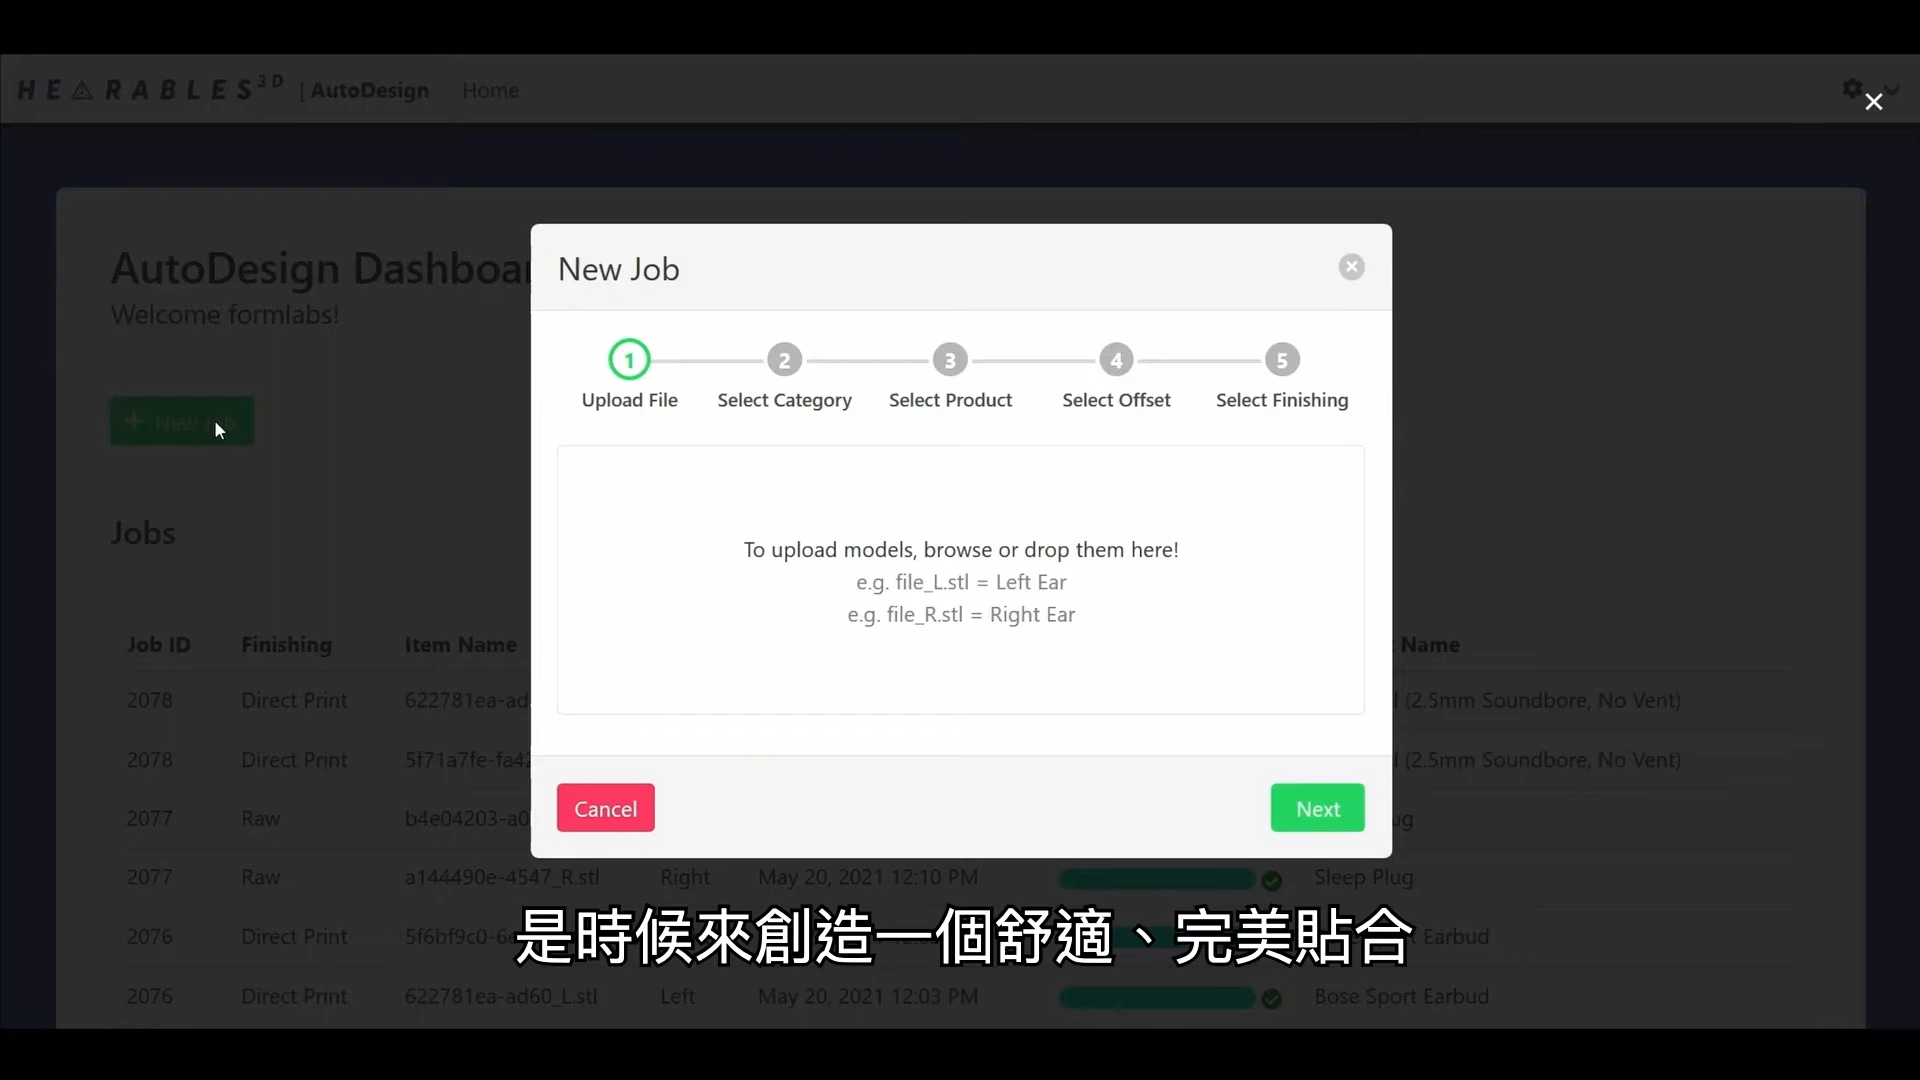 HEARABLES3D | AutoDesign Home
AutoDesign Dashboar
Welcome formlabs!
New Job
New Job
1 2 3 4 5
Upload File Select Category Select Product Select Offset Select Finishing
To upload models, browse or drop them here!
e.g. file_L.stl = Left Ear
e.g. file_R.stl = Right Ear
Cancel Next
Jobs
Job ID Finishing Item Name Name
2078 Direct Print 622781ea-ad (2.5mm Soundbore, No Vent)
2078 Direct Print 5f71a7fe-fa42 (2.5mm Soundbore, No Vent)
2077 Raw b4e04203-a0 ug
2077 Raw a144490e-4547_R.stl Right May 20, 2021 12:10 PM Sleep Plug
2076 Direct Print 5f6bf9c0-6 Earbud
2076 Direct Print 622781ea-ad60_L.stl Left May 20, 2021 12:03 PM Bose Sport Earbud
是時候來創造一個舒適、完美貼合